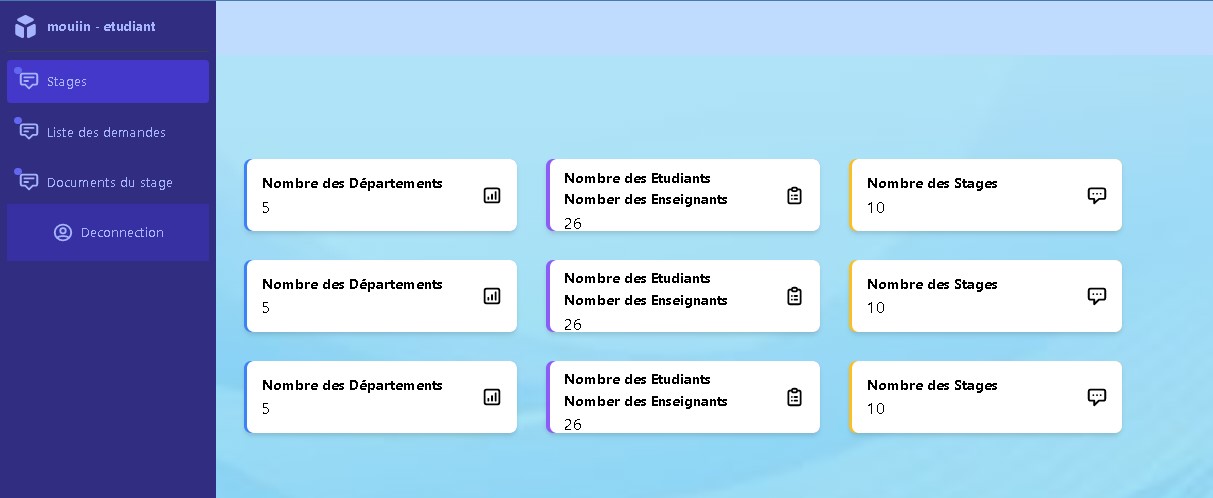 mouiin - etudiant
Stages
Liste des demandes
Documents du stage
Deconnection
Nombre des Départements
5
Nombre des Etudiants
Nomber des Enseignants
26
Nombre des Stages
10
Nombre des Départements
5
Nombre des Etudiants
Nomber des Enseignants
26
Nombre des Stages
10
Nombre des Départements
5
Nombre des Etudiants
Nomber des Enseignants
26
Nombre des Stages
10